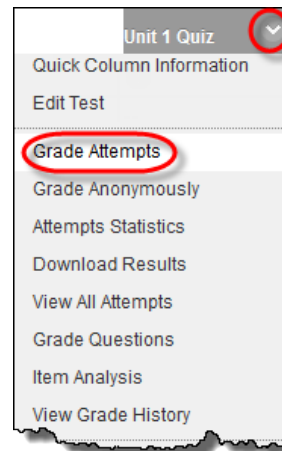 Unit 1 Quiz
Quick Column Information
Edit Test
Grade Attempts
Grade Anonymously
Attempts Statistics
Download Results
View All Attempts
Grade Questions
Item Analysis
View Grade History